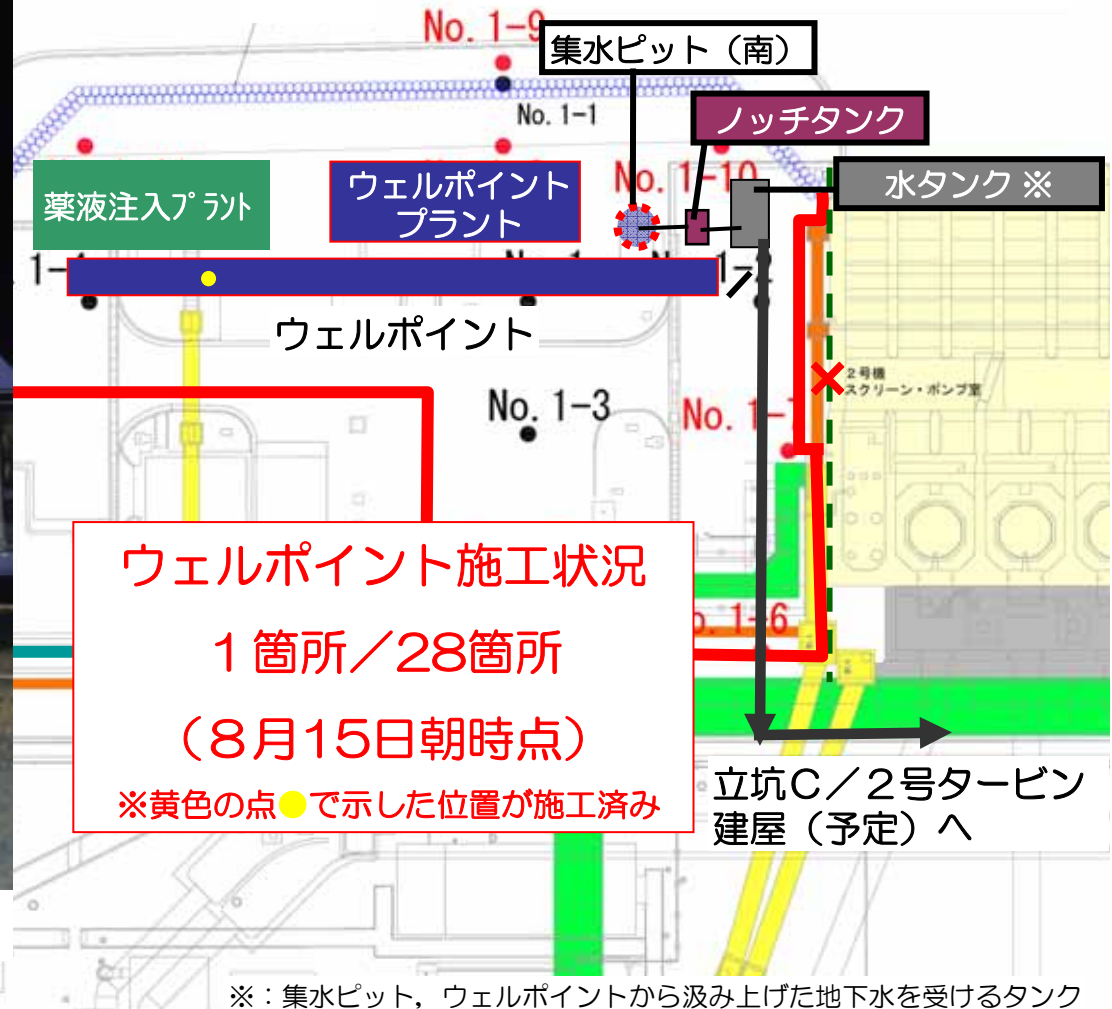 No. 1-9
集水ピット（南）
No. 1-1
ノッチタンク
薬液注入プラント
ウェルポイント
プラント
No. 1-10
水タンク ※
1-2
ウェルポイント
2号機
スクリーン・ポンプ室
No. 1-3
No. 1-7
ウェルポイント施工状況
１箇所／28箇所
（８月15日朝時点）
※黄色の点●で示した位置が施工済み
1-6
立坑Ｃ／２号タービン
建屋（予定）へ
※：集水ピット，ウェルポイントから汲み上げた地下水を受けるタンク